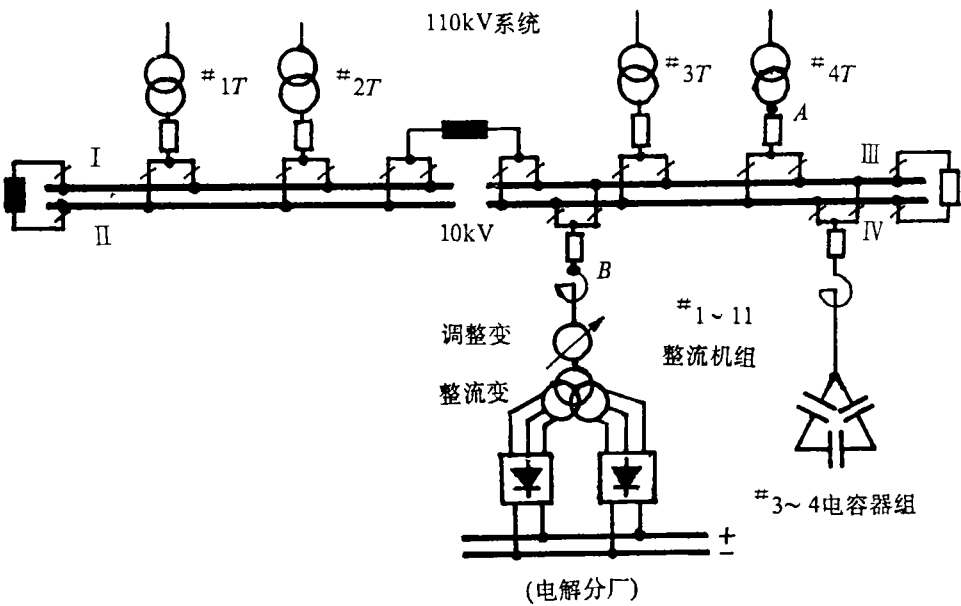 110kV系统
#1T
#2T
#3T
#4T
A
I
III
II
10kV
IV
B
#1~11
调整变
整流机组
整流变
#3~4电容器组
+
−
(电解分厂)